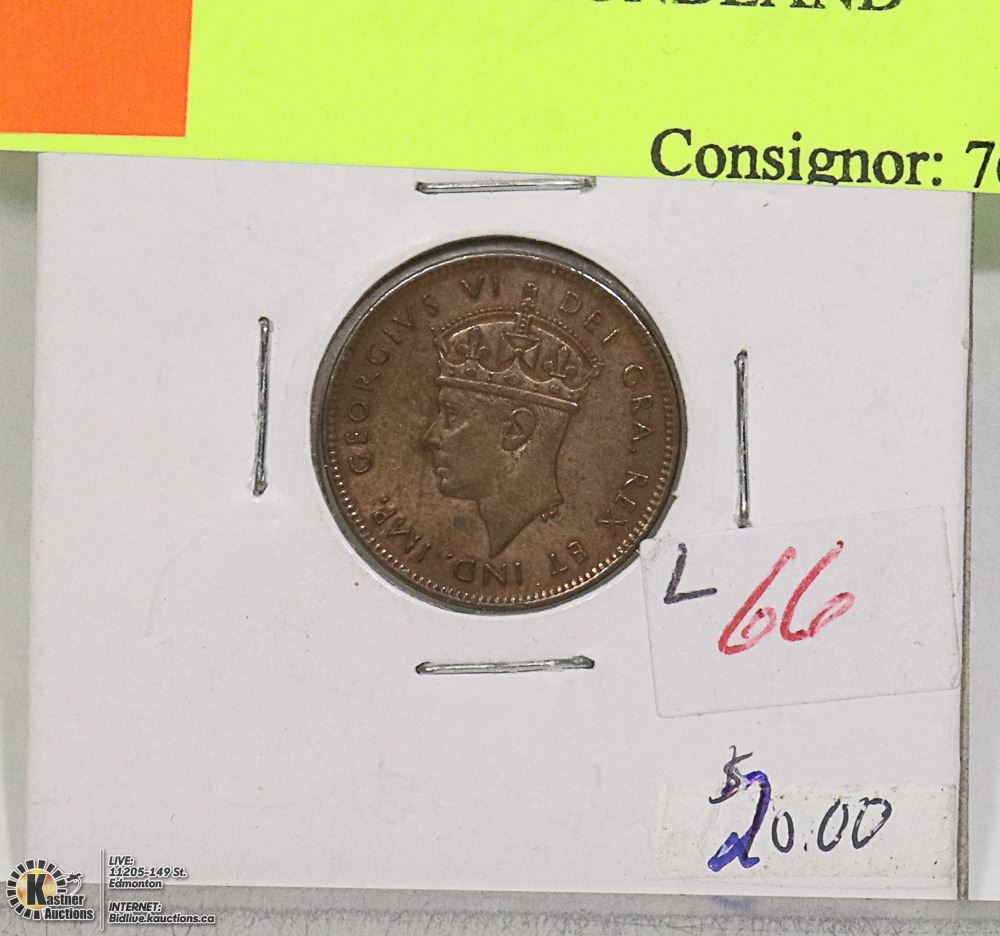 Consignor:
GEORGIVS VI DEI GRA. REX ET IND. IMP.
L 66
$20.00
Kastner
Auctions
LIVE:
11205-149 St.
Edmonton
INTERNET:
Bidlive.kauctions.ca